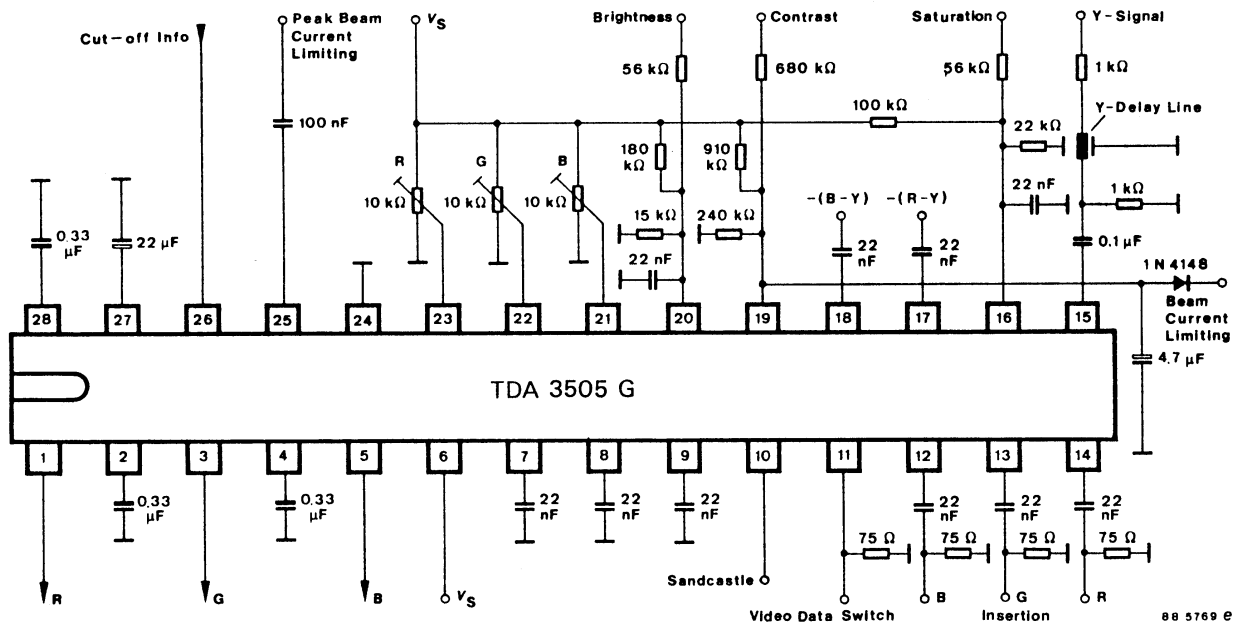 Cut-off Info
Peak Beam
Current
Limiting
VS
Brightness
Contrast
Saturation
Y-Signal
56 kΩ
680 kΩ
56 kΩ
1 kΩ
100 kΩ
Y-Delay Line
100 nF
22 kΩ
R
G
B
180
kΩ
910
kΩ
10 kΩ
10 kΩ
10 kΩ
-(B-Y)
-(R-Y)
22 nF
1 kΩ
15 kΩ
240 kΩ
0.33
µF
22 µF
22
nF
22
nF
0.1 µF
22 nF
1 N 4148
Beam
Current
Limiting
28
27
26
25
24
23
22
21
20
19
18
17
16
15
4.7 µF
TDA 3505 G
1
2
3
4
5
6
7
8
9
10
11
12
13
14
0.33
µF
0.33
µF
22
nF
22
nF
22
nF
22
nF
22
nF
22
nF
75 Ω
75 Ω
75 Ω
75 Ω
Sandcastle
R
G
B
VS
B
G
R
Video Data Switch
Insertion
88 5769 e